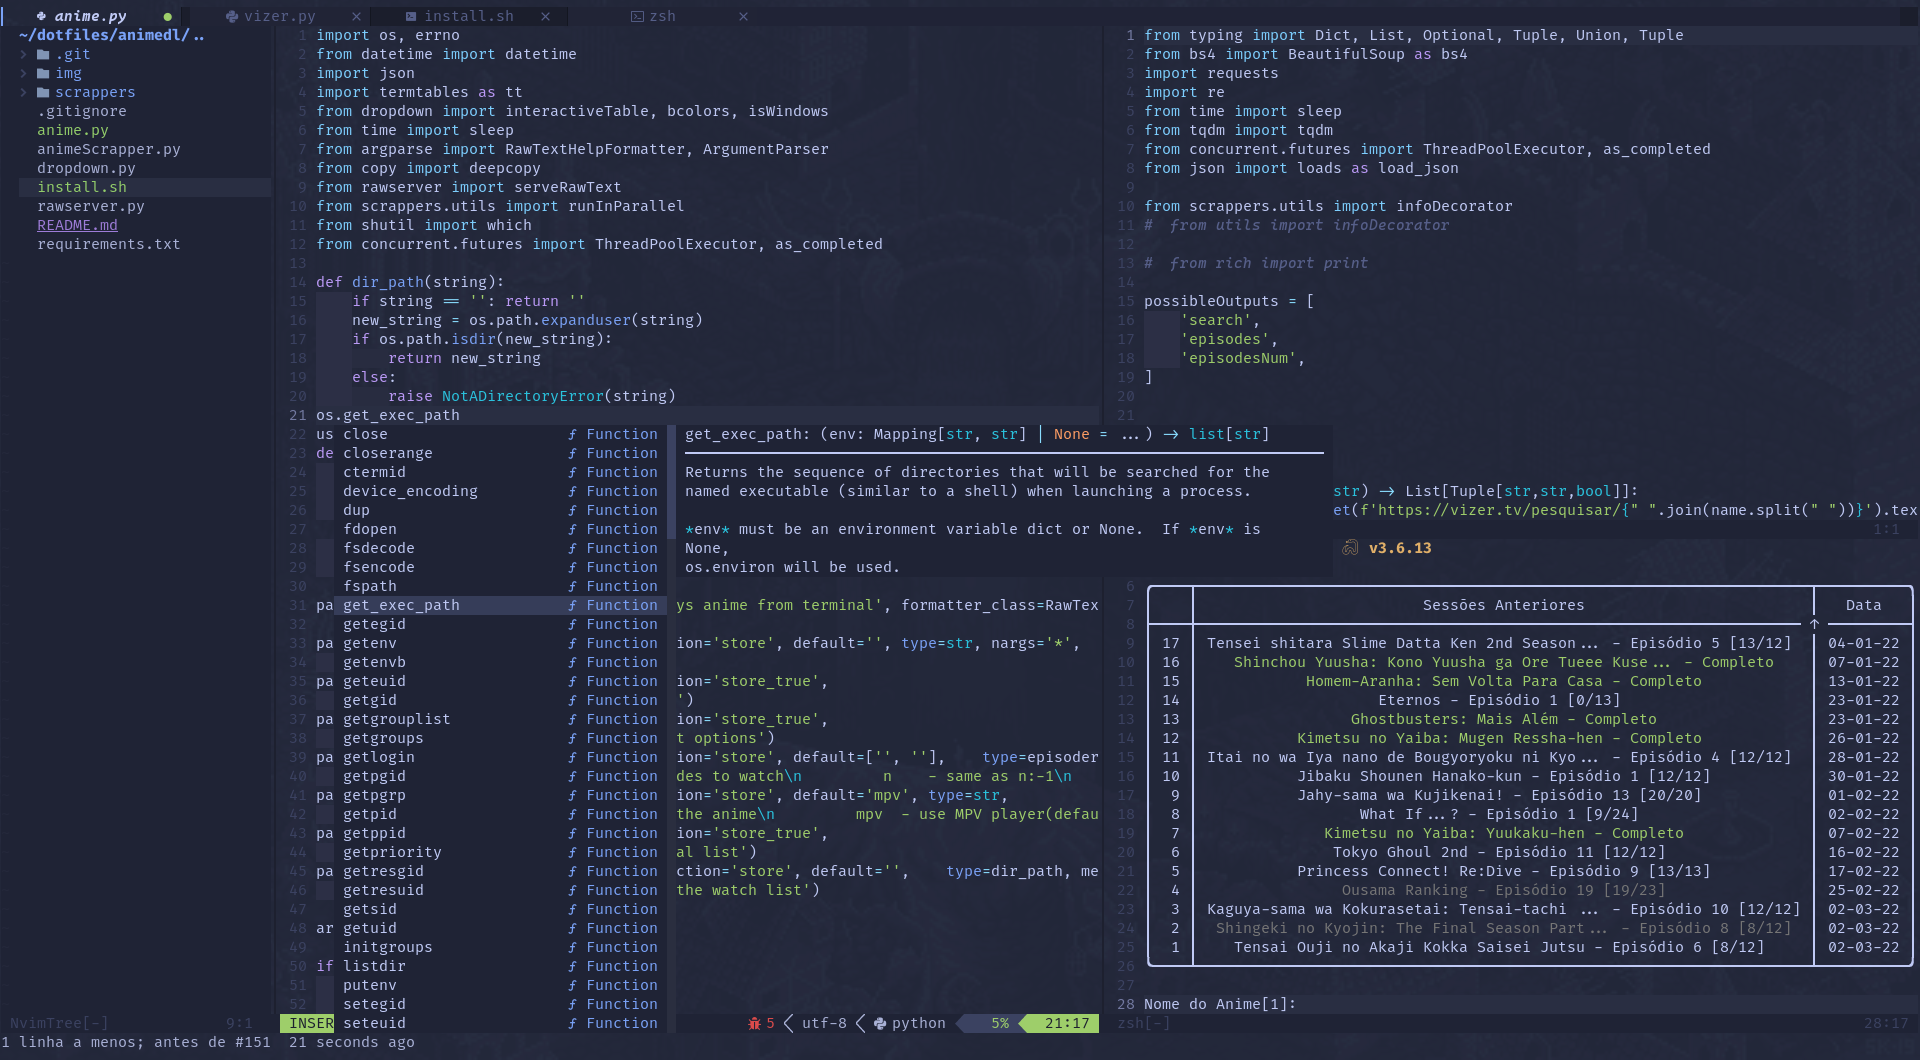 anime.py ● vizer.py × install.sh × zsh ×
~/dotfiles/animedl/..
.git
img
scrappers
.gitignore
anime.py
animeScrapper.py
dropdown.py
install.sh
rawserver.py
README.md
requirements.txt
NvimTree[-] 9:1
1 import os, errno
2 from datetime import datetime
3 import json
4 import termtables as tt
5 from dropdown import interactiveTable, bcolors, isWindows
6 from time import sleep
7 from argparse import RawTextHelpFormatter, ArgumentParser
8 from copy import deepcopy
9 from rawserver import serveRawText
10 from scrappers.utils import runInParallel
11 from shutil import which
12 from concurrent.futures import ThreadPoolExecutor, as_completed
13
14 def dir_path(string):
15 if string == '': return ''
16 new_string = os.path.expanduser(string)
17 if os.path.isdir(new_string):
18 return new_string
19 else:
20 raise NotADirectoryError(string)
21 os.get_exec_path
22 us close ƒ Function
23 de closerange ƒ Function
24 ctermid ƒ Function
25 device_encoding ƒ Function
26 dup ƒ Function
27 fdopen ƒ Function
28 fsdecode ƒ Function
29 fsencode ƒ Function
30 fspath ƒ Function
31 pa get_exec_path ƒ Function ys anime from terminal', formatter_class=RawTex
32 getegid ƒ Function
33 pa getenv ƒ Function ion='store', default='', type=str, nargs='*',
34 getenvb ƒ Function
35 pa geteuid ƒ Function ion='store_true',
36 getgid ƒ Function ')
37 pa getgrouplist ƒ Function ion='store_true',
38 getgroups ƒ Function t options')
39 pa getlogin ƒ Function ion='store', default=['', ''], type=episoder
40 getpgid ƒ Function des to watch\n n - same as n:-1\n
41 pa getpgrp ƒ Function ion='store', default='mpv', type=str,
42 getpid ƒ Function the anime\n mpv - use MPV player(defau
43 pa getppid ƒ Function ion='store_true',
44 getpriority ƒ Function al list')
45 pa getresgid ƒ Function ction='store', default='', type=dir_path, me
46 getresuid ƒ Function the watch list')
47 getsid ƒ Function
48 ar getuid ƒ Function
49 initgroups ƒ Function
50 if listdir ƒ Function
51 putenv ƒ Function
52 setegid ƒ Function
INSER seteuid ƒ Function 5 utf-8 python 5% 21:17
get_exec_path: (env: Mapping[str, str] | None = ...) -> list[str]
Returns the sequence of directories that will be searched for the
named executable (similar to a shell) when launching a process.
*env* must be an environment variable dict or None. If *env* is
None,
os.environ will be used.
1 from typing import Dict, List, Optional, Tuple, Union, Tuple
2 from bs4 import BeautifulSoup as bs4
3 import requests
4 import re
5 from time import sleep
6 from tqdm import tqdm
7 from concurrent.futures import ThreadPoolExecutor, as_completed
8 from json import loads as load_json
9
10 from scrappers.utils import infoDecorator
11 # from utils import infoDecorator
12
13 # from rich import print
14
15 possibleOutputs = [
16 'search',
17 'episodes',
18 'episodesNum',
19 ]
20
21
str) -> List[Tuple[str,str,bool]]:
et(f'https://vizer.tv/pesquisar/{" ".join(name.split(" "))}').tex
1:1
v3.6.13
6
7 Sessões Anteriores Data
8 ↑
9 17 Tensei shitara Slime Datta Ken 2nd Season... - Episódio 5 [13/12] 04-01-22
10 16 Shinchou Yuusha: Kono Yuusha ga Ore Tueee Kuse... - Completo 07-01-22
11 15 Homem-Aranha: Sem Volta Para Casa - Completo 13-01-22
12 14 Eternos - Episódio 1 [0/13] 23-01-22
13 13 Ghostbusters: Mais Além - Completo 23-01-22
14 12 Kimetsu no Yaiba: Mugen Ressha-hen - Completo 26-01-22
15 11 Itai no wa Iya nano de Bougyoryoku ni Kyo... - Episódio 4 [12/12] 28-01-22
16 10 Jibaku Shounen Hanako-kun - Episódio 1 [12/12] 30-01-22
17 9 Jahy-sama wa Kujikenai! - Episódio 13 [20/20] 01-02-22
18 8 What If...? - Episódio 1 [9/24] 02-02-22
19 7 Kimetsu no Yaiba: Yuukaku-hen - Completo 07-02-22
20 6 Tokyo Ghoul 2nd - Episódio 11 [12/12] 16-02-22
21 5 Princess Connect! Re:Dive - Episódio 9 [13/13] 17-02-22
22 4 Ousama Ranking - Episódio 19 [19/23] 25-02-22
23 3 Kaguya-sama wa Kokurasetai: Tensai-tachi ... - Episódio 10 [12/12] 02-03-22
24 2 Shingeki no Kyojin: The Final Season Part... - Episódio 8 [8/12] 02-03-22
25 1 Tensai Ouji no Akaji Kokka Saisei Jutsu - Episódio 6 [8/12] 02-03-22
26
27
28 Nome do Anime[1]:
zsh[-] 28:17
1 linha a menos; antes de #151 21 seconds ago